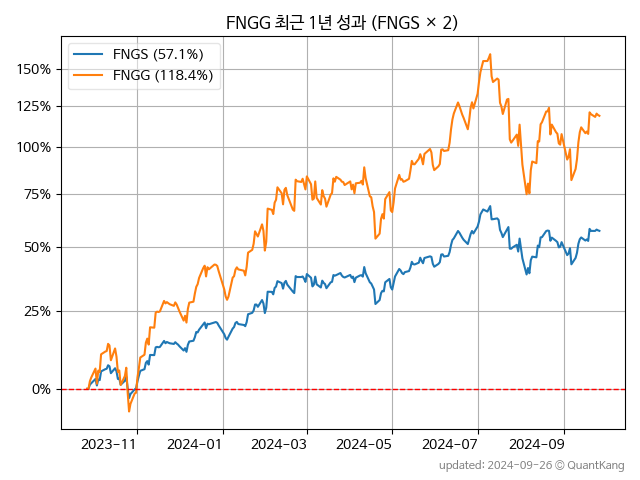 FNGG 최근 1년 성과 (FNGS × 2)
FNGS (57.1%)
FNGG (118.4%)
150%
125%
100%
75%
50%
25%
0%
2023-11 2024-01 2024-03 2024-05 2024-07 2024-09
updated: 2024-09-26 © QuantKang